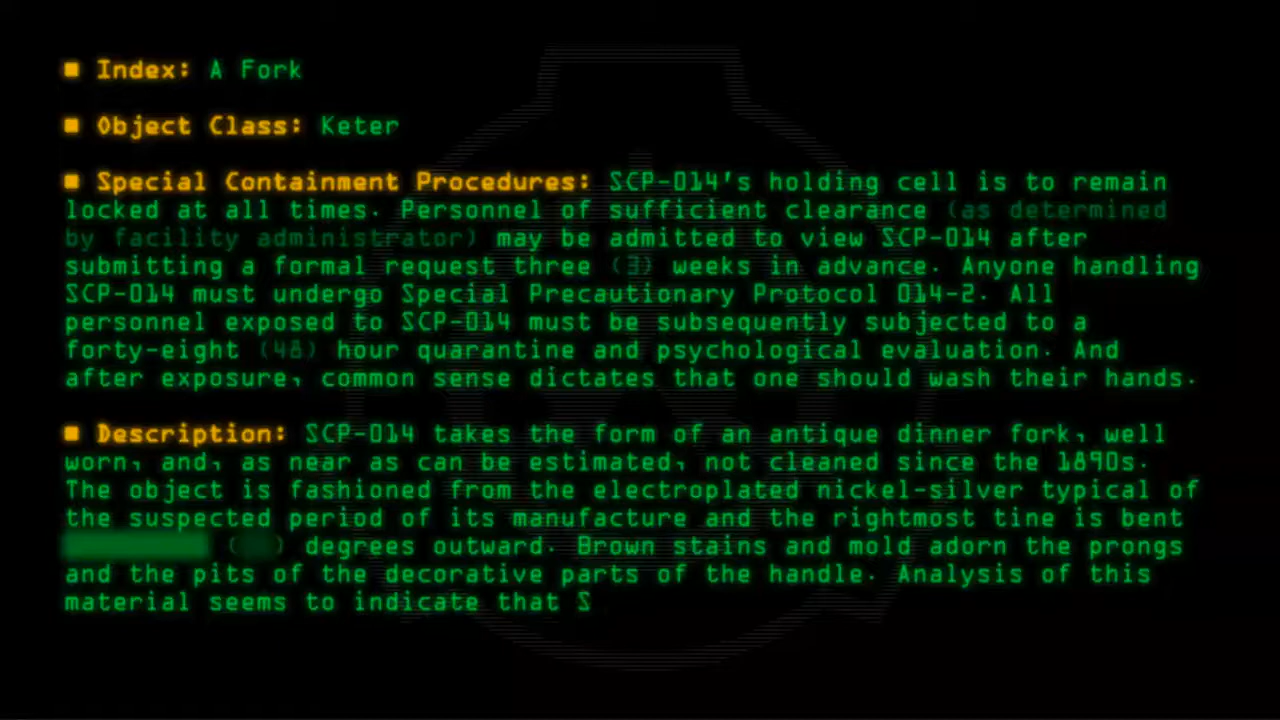 ■ Index: A Fork
■ Object Class: Keter
■ Special Containment Procedures: SCP-014's holding cell is to remain
locked at all times. Personnel of sufficient clearance (as determined
by facility administrator) may be admitted to view SCP-014 after
submitting a formal request three (3) weeks in advance. Anyone handling
SCP-014 must undergo Special Precautionary Protocol 014-2. All
personnel exposed to SCP-014 must be subsequently subjected to a
forty-eight (48) hour quarantine and psychological evaluation. And
after exposure, common sense dictates that one should wash their hands.
■ Description: SCP-014 takes the form of an antique dinner fork, well
worn, and, as near as can be estimated, not cleaned since the 1890s.
The object is fashioned from the electroplated nickel-silver typical of
the suspected period of its manufacture and the rightmost tine is bent
( ) degrees outward. Brown stains and mold adorn the prongs
and the pits of the decorative parts of the handle. Analysis of this
material seems to indicate that S